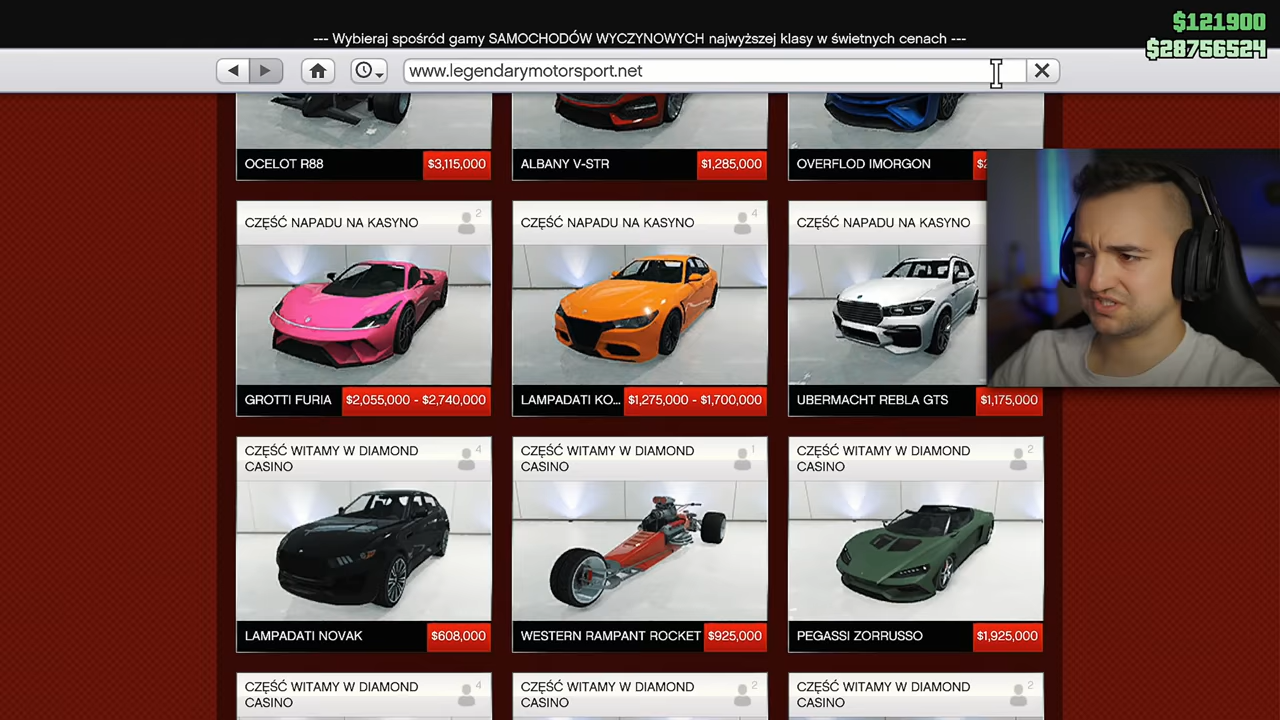 $121900
$28756524
--- Wybieraj spośród gamy SAMOCHODÓW WYCZYNOWYCH najwyższej klasy w świetnych cenach ---
www.legendarymotorsport.net
OCELOT R88 $3,115,000
ALBANY V-STR $1,285,000
OVERFLOD IMORGON
CZĘŚĆ NAPADU NA KASYNO 2
CZĘŚĆ NAPADU NA KASYNO 4
CZĘŚĆ NAPADU NA KASYNO
GROTTI FURIA $2,055,000 - $2,740,000
LAMPADATI KO... $1,275,000 - $1,700,000
UBERMACHT REBLA GTS $1,175,000
CZĘŚĆ WITAMY W DIAMOND
CASINO 4
CZĘŚĆ WITAMY W DIAMOND
CASINO 1
CZĘŚĆ WITAMY W DIAMOND
CASINO 2
LAMPADATI NOVAK $608,000
WESTERN RAMPANT ROCKET $925,000
PEGASSI ZORRUSSO $1,925,000
CZĘŚĆ WITAMY W DIAMOND
CASINO 4
CZĘŚĆ WITAMY W DIAMOND
CASINO 2
CZĘŚĆ WITAMY W DIAMOND
CASINO 2